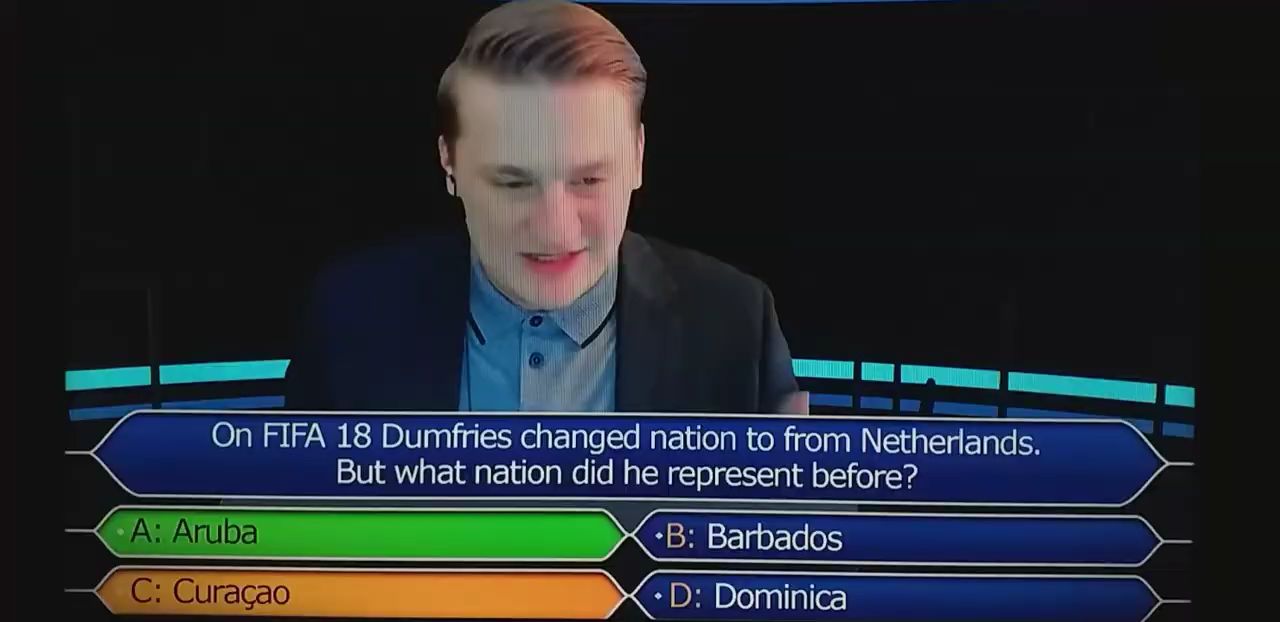 On FIFA 18 Dumfries changed nation to from Netherlands.
But what nation did he represent before?
A: Aruba
B: Barbados
C: Curaçao
D: Dominica